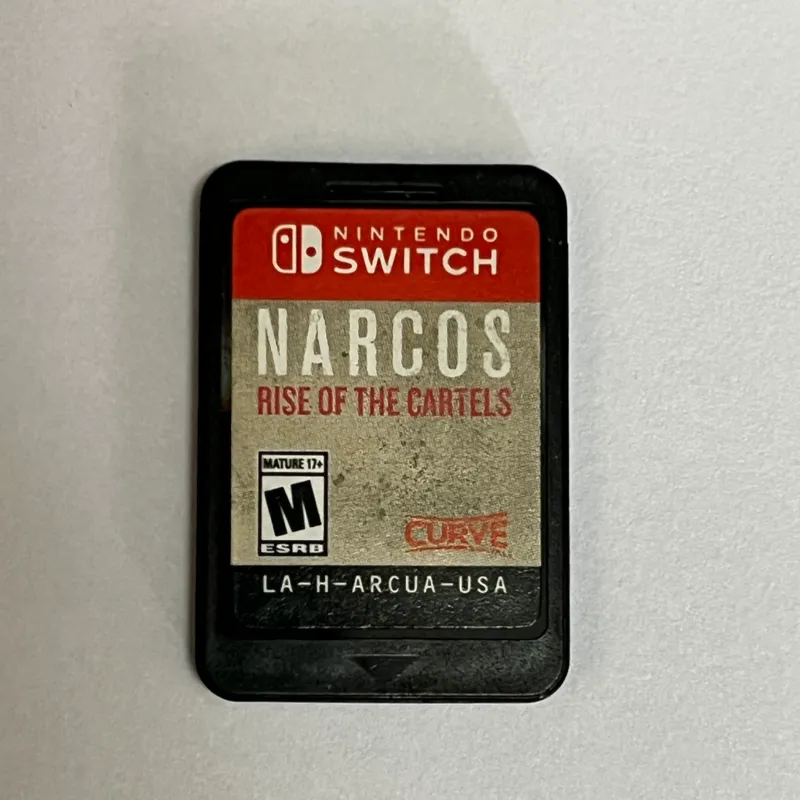 NINTENDO
SWITCH
NARCOS
RISE OF THE CARTELS
MATURE 17+
M
ESRB
CURVE
LA-H-ARCUA-USA